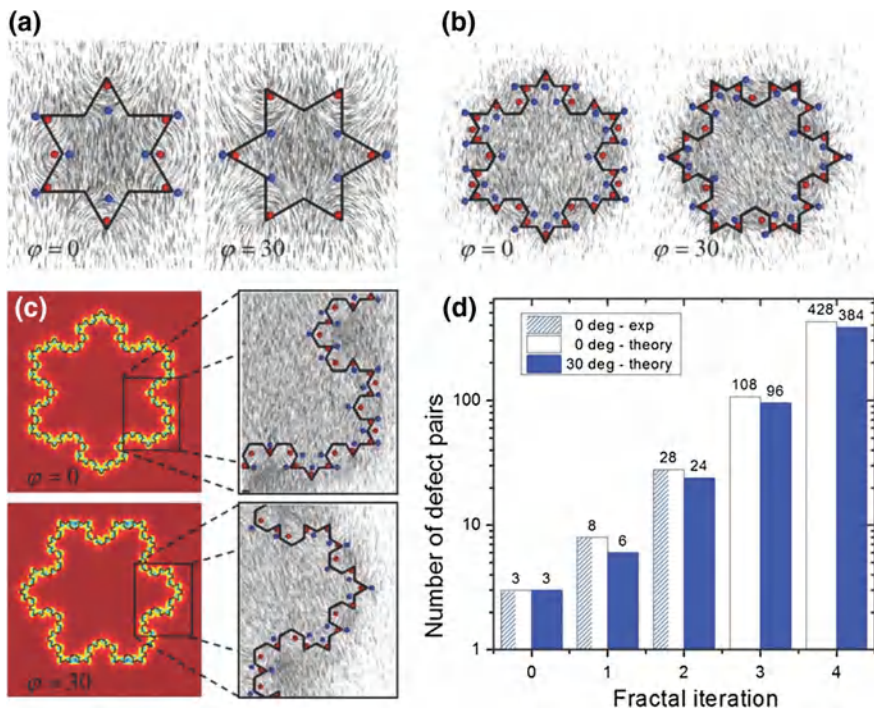 (a)
φ = 0
φ = 30
(b)
φ = 0
φ = 30
(c)
φ = 0
φ = 30
(d)
Number of defect pairs
100
10
1
0 deg - exp
0 deg - theory
30 deg - theory
3
3
8
6
28
24
108
96
428
384
0
1
2
3
4
Fractal iteration